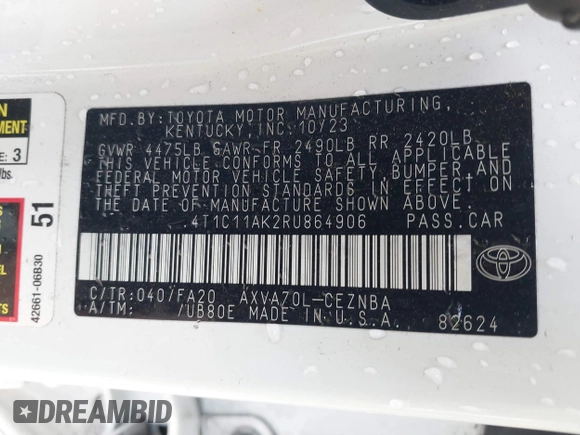 MFD.BY:TOYOTA MOTOR MANUFACTURING,
KENTUCKY,INC.10/23
GVWR 4475LB GAWR FR 2490LB RR 2420LB
THIS VEHICLE CONFORMS TO ALL APPLICABLE
FEDERAL MOTOR VEHICLE SAFETY,BUMPER,AND
THEFT PREVENTION STANDARDS IN EFFECT ON
THE DATE OF MANUFACTURE SHOWN ABOVE.
4T1C11AK2RU864906 PASS.CAR
C/TR:040/FA20 AXVA70L-CEZNBA
A/TM: /UB80E MADE IN U.S.A. 82624
: 3
lbs.
51
42661-06B30
DREAMBID